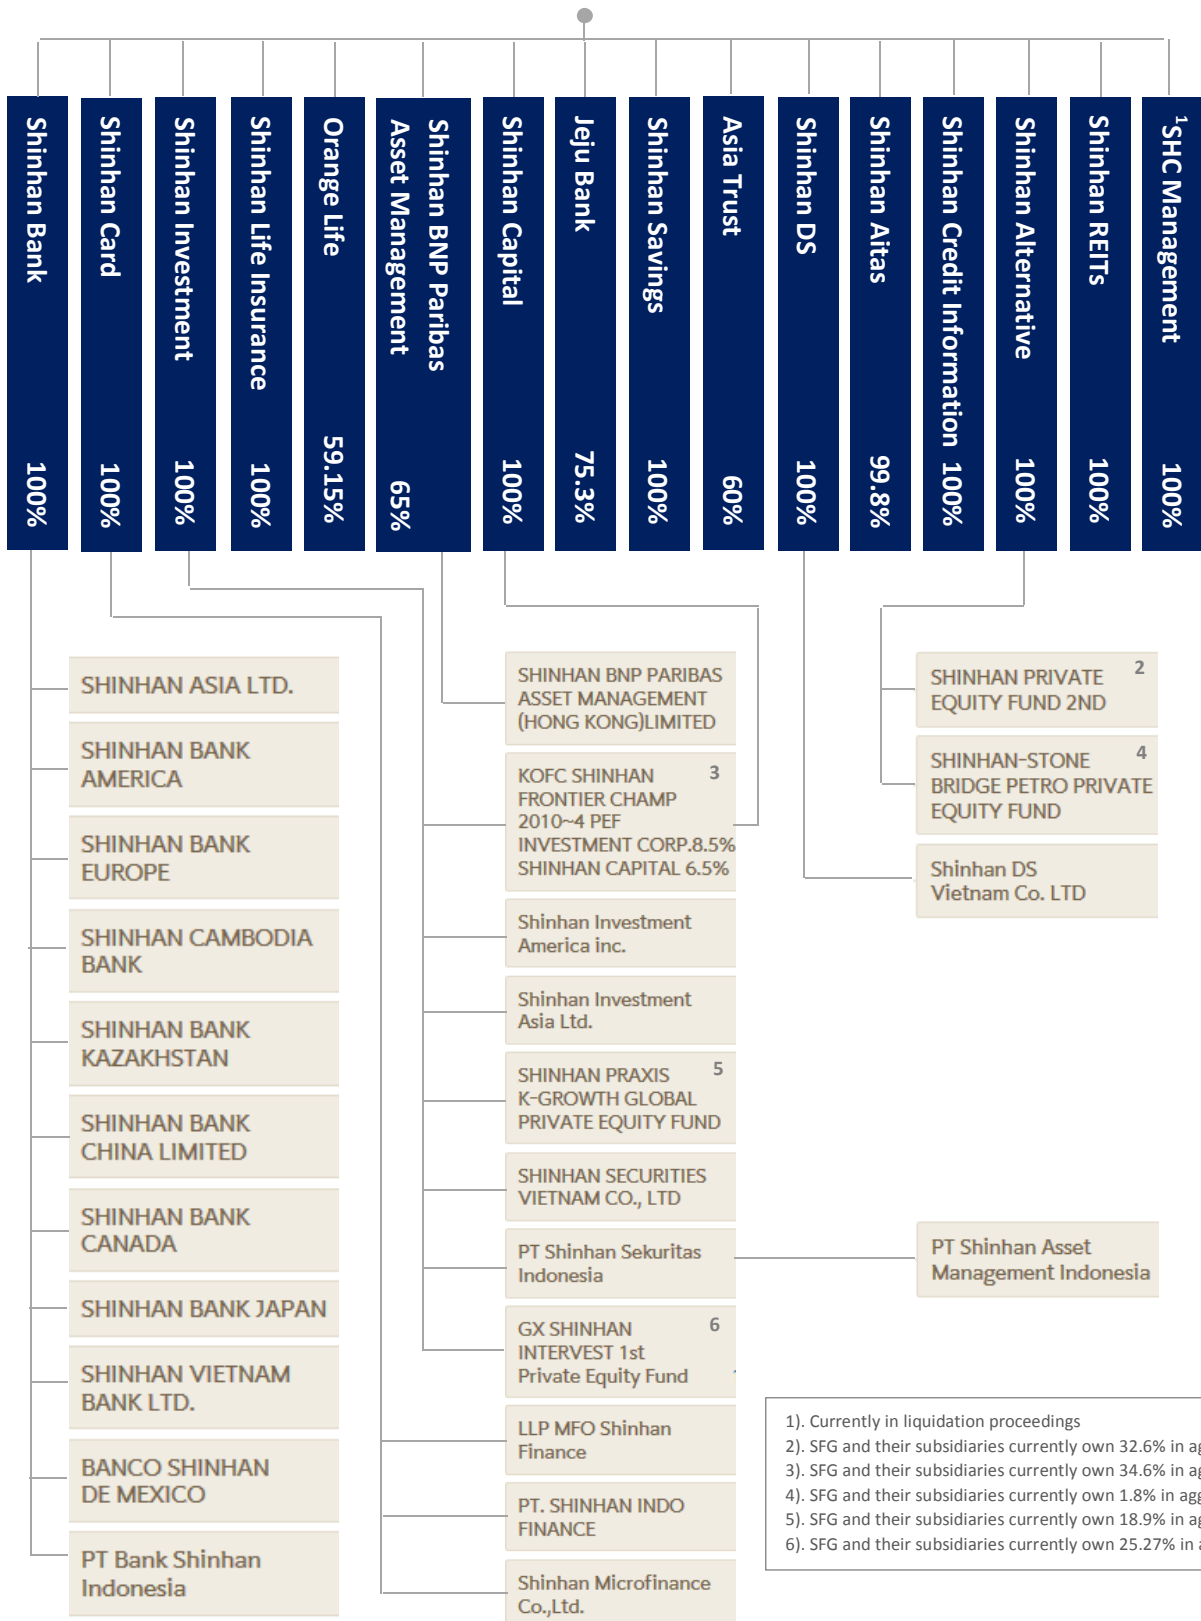 Shinhan Bank 100%
Shinhan Card 100%
Shinhan Investment 100%
Shinhan Life Insurance 100%
Orange Life 59.15%
Shinhan BNP Paribas
Asset Management 65%
Shinhan Capital 100%
Jeju Bank 75.3%
Shinhan Savings 100%
Asia Trust 60%
Shinhan DS 100%
Shinhan Aitas 99.8%
Shinhan Credit Information 100%
Shinhan Alternative 100%
Shinhan REITs 100%
1SHC Management 100%
SHINHAN ASIA LTD.
SHINHAN BANK
AMERICA
SHINHAN BANK
EUROPE
SHINHAN CAMBODIA
BANK
SHINHAN BANK
KAZAKHSTAN
SHINHAN BANK
CHINA LIMITED
SHINHAN BANK
CANADA
SHINHAN BANK JAPAN
SHINHAN VIETNAM
BANK LTD.
BANCO SHINHAN
DE MEXICO
PT Bank Shinhan
Indonesia
SHINHAN BNP PARIBAS
ASSET MANAGEMENT
(HONG KONG)LIMITED
KOFC SHINHAN 3
FRONTIER CHAMP
2010~4 PEF
INVESTMENT CORP.8.5%
SHINHAN CAPITAL 6.5%
Shinhan Investment
America inc.
Shinhan Investment
Asia Ltd.
SHINHAN PRAXIS 5
K-GROWTH GLOBAL
PRIVATE EQUITY FUND
SHINHAN SECURITIES
VIETNAM CO., LTD
PT Shinhan Sekuritas
Indonesia
GX SHINHAN 6
INTERVEST 1st
Private Equity Fund
LLP MFO Shinhan
Finance
PT. SHINHAN INDO
FINANCE
Shinhan Microfinance
Co.,Ltd.
SHINHAN PRIVATE 2
EQUITY FUND 2ND
SHINHAN-STONE 4
BRIDGE PETRO PRIVATE
EQUITY FUND
Shinhan DS
Vietnam Co. LTD
PT Shinhan Asset
Management Indonesia
1). Currently in liquidation proceedings
2). SFG and their subsidiaries currently own 32.6% in
3). SFG and their subsidiaries currently own 34.6% in
4). SFG and their subsidiaries currently own 1.8% in
5). SFG and their subsidiaries currently own 18.9% in
6). SFG and their subsidiaries currently own 25.27% in